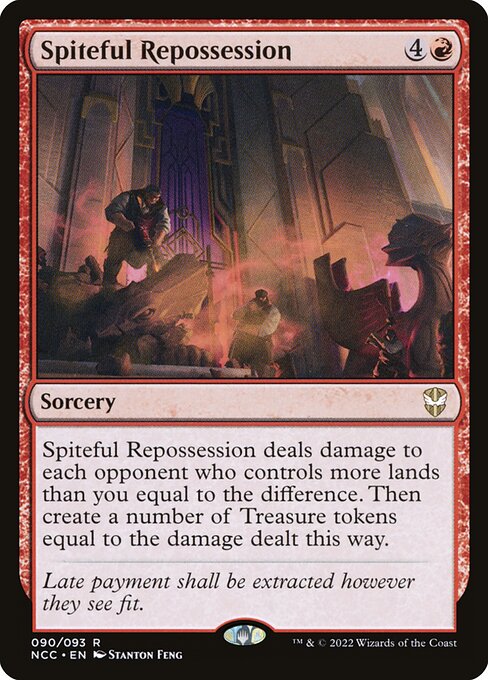 Spiteful Repossession 4
Sorcery
Spiteful Repossession deals damage to
each opponent who controls more lands
than you equal to the difference. Then
create a number of Treasure tokens
equal to the damage dealt this way.
Late payment shall be extracted however
they see fit.
090/093 R
NCC • EN Stanton Feng
™ & © 2022 Wizards of the Coast